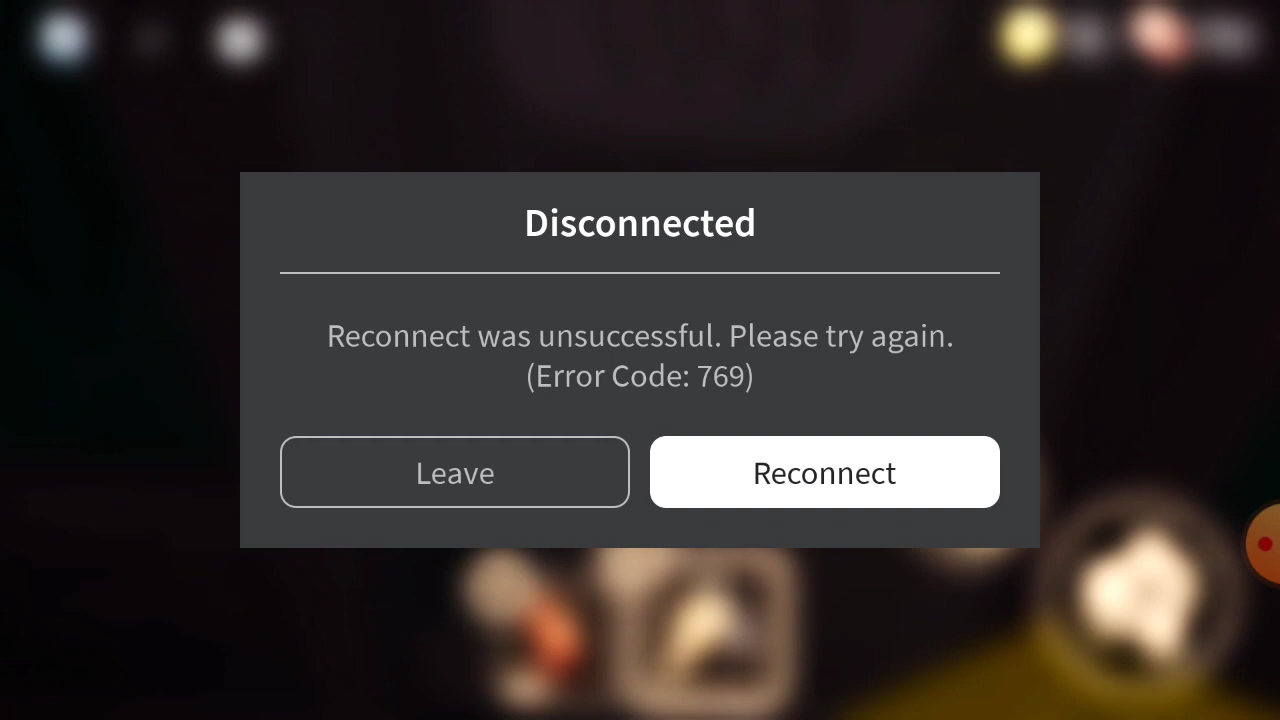 Disconnected
Reconnect was unsuccessful. Please try again.
(Error Code: 769)
Leave
Reconnect